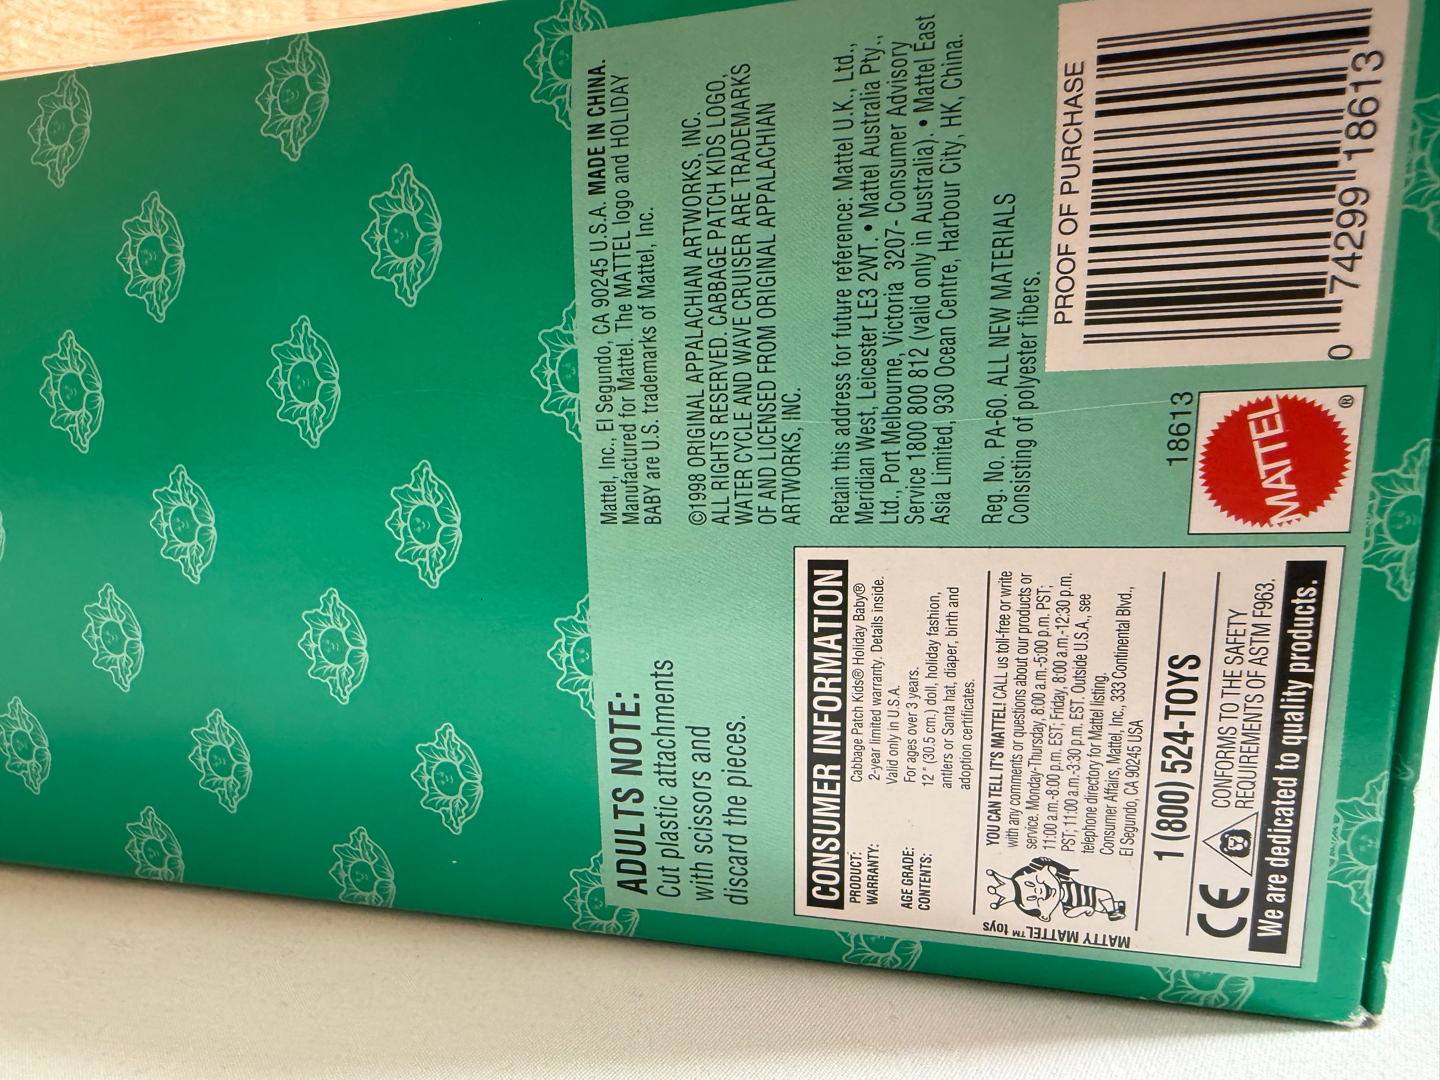 ADULTS NOTE:
Cut plastic attachments
with scissors and
discard the pieces.
Mattel, Inc., El Segundo, CA 90245 U.S.A. MADE IN CHINA.
Manufactured for Mattel. The MATTEL logo and HOLIDAY
BABY are U.S. trademarks of Mattel, Inc.
©1998 ORIGINAL APPALACHIAN ARTWORKS, INC.
ALL RIGHTS RESERVED. CABBAGE PATCH KIDS LOGO,
WATER CYCLE AND WAVE CRUISER ARE TRADEMARKS
OF AND LICENSED FROM ORIGINAL APPALACHIAN
ARTWORKS, INC.
Retain this address for future reference: Mattel U.K., Ltd.,
Meridian West, Leicester LE3 2WT. • Mattel Australia Pty.,
Ltd., Port Melbourne, Victoria 3207- Consumer Advisory
Service 1800 800 812 (valid only in Australia). • Mattel East
Asia Limited, 930 Ocean Centre, Harbour City, HK, China.
Reg. No. PA-60. ALL NEW MATERIALS
Consisting of polyester fibers.
CONSUMER INFORMATION
PRODUCT: Cabbage Patch Kids® Holiday Baby®
WARRANTY: 2-year limited warranty. Details inside.
Valid only in U.S.A.
AGE GRADE: For ages over 3 years.
CONTENTS: 12" (30.5 cm.) doll, holiday fashion,
antlers or Santa hat, diaper, birth and
adoption certificates.
YOU CAN TELL IT'S MATTEL! CALL us toll-free or write
with any comments or questions about our products or
service. Monday-Thursday, 8:00 a.m.-5:00 p.m. PST;
11:00 a.m.-8:00 p.m. EST; Friday, 8:00 a.m.-12:30 p.m.
PST; 11:00 a.m.-3:30 p.m. EST. Outside U.S.A., see
telephone directory for Mattel listing.
Consumer Affairs, Mattel, Inc., 333 Continental Blvd.,
El Segundo, CA 90245 USA
MATTY MATTEL™ toys
1 (800) 524-TOYS
CE
CONFORMS TO THE SAFETY
REQUIREMENTS OF ASTM F963.
We are dedicated to quality products.
18613
MATTEL
®
PROOF OF PURCHASE
0 74299 18613